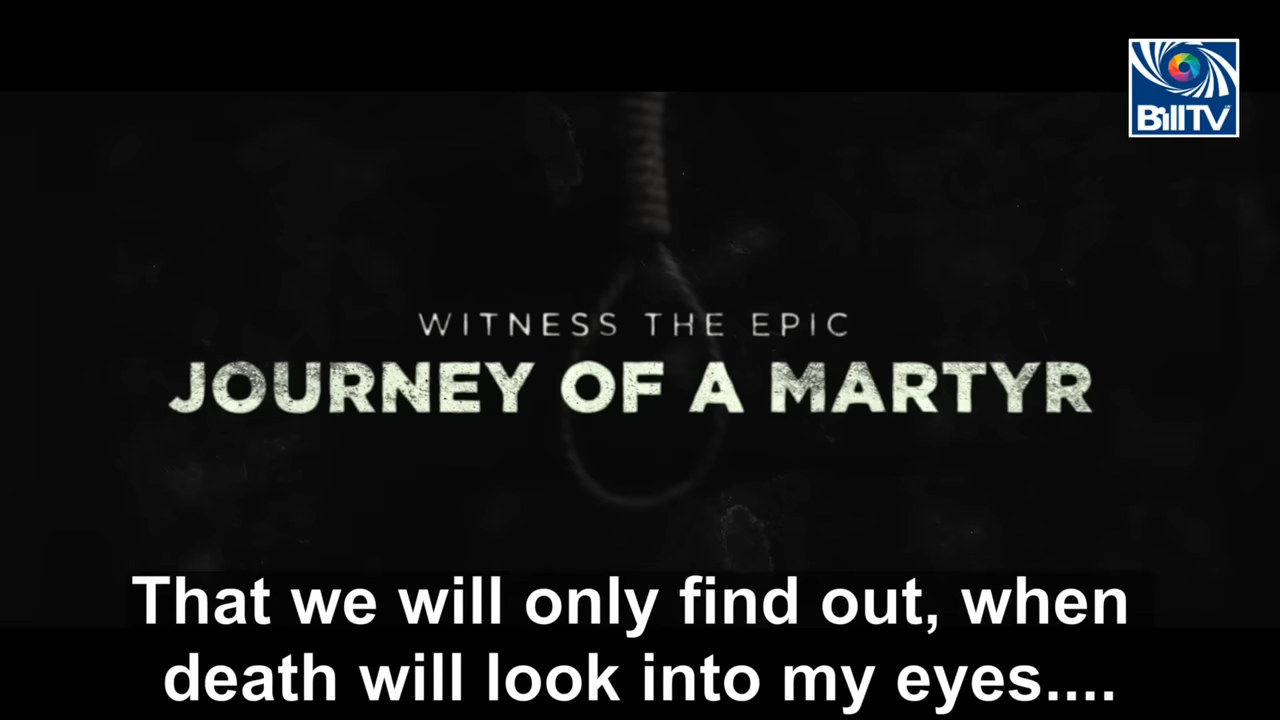 BillTV
WITNESS THE EPIC
JOURNEY OF A MARTYR
That we will only find out, when
death will look into my eyes....